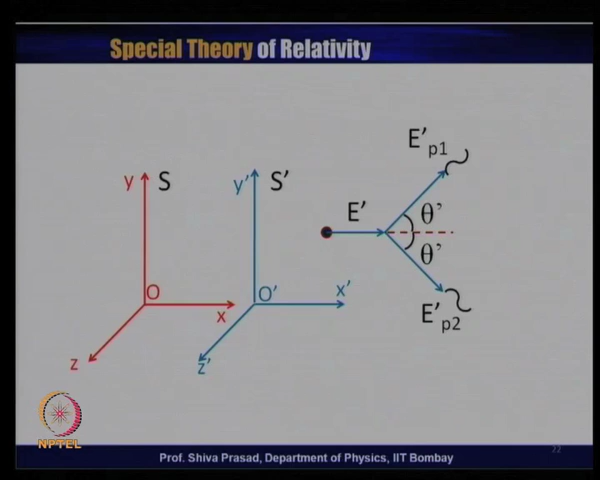 Special Theory of Relativity
E'p1
y S y' S'
E' θ'
θ'
O O' x'
x E'p2
z z'
NPTEL
Prof. Shiva Prasad, Department of Physics, IIT Bombay
22